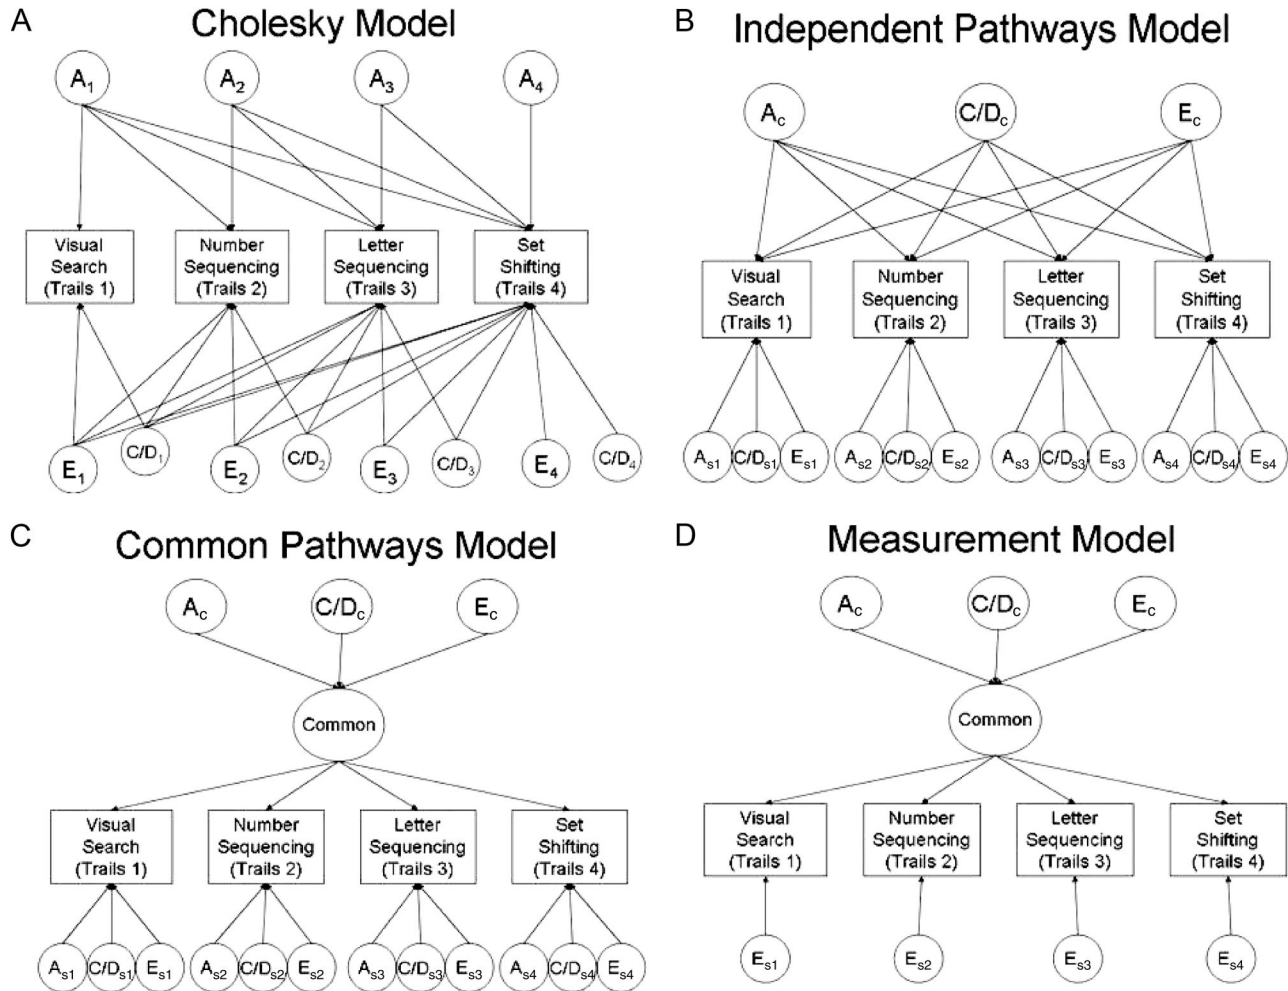 A
Cholesky Model
A1
A2
A3
A4
Visual
Search
(Trails 1)
Number
Sequencing
(Trails 2)
Letter
Sequencing
(Trails 3)
Set
Shifting
(Trails 4)
E1
C/D1
E2
C/D2
E3
C/D3
E4
C/D4
B
Independent Pathways Model
Ac
C/Dc
Ec
Visual
Search
(Trails 1)
Number
Sequencing
(Trails 2)
Letter
Sequencing
(Trails 3)
Set
Shifting
(Trails 4)
As1
C/Ds1
Es1
As2
C/Ds2
Es2
As3
C/Ds3
Es3
As4
C/Ds4
Es4
C
Common Pathways Model
Ac
C/Dc
Ec
Common
Visual
Search
(Trails 1)
Number
Sequencing
(Trails 2)
Letter
Sequencing
(Trails 3)
Set
Shifting
(Trails 4)
As1
C/Ds1
Es1
As2
C/Ds2
Es2
As3
C/Ds3
Es3
As4
C/Ds4
Es4
D
Measurement Model
Ac
C/Dc
Ec
Common
Visual
Search
(Trails 1)
Number
Sequencing
(Trails 2)
Letter
Sequencing
(Trails 3)
Set
Shifting
(Trails 4)
Es1
Es2
Es3
Es4